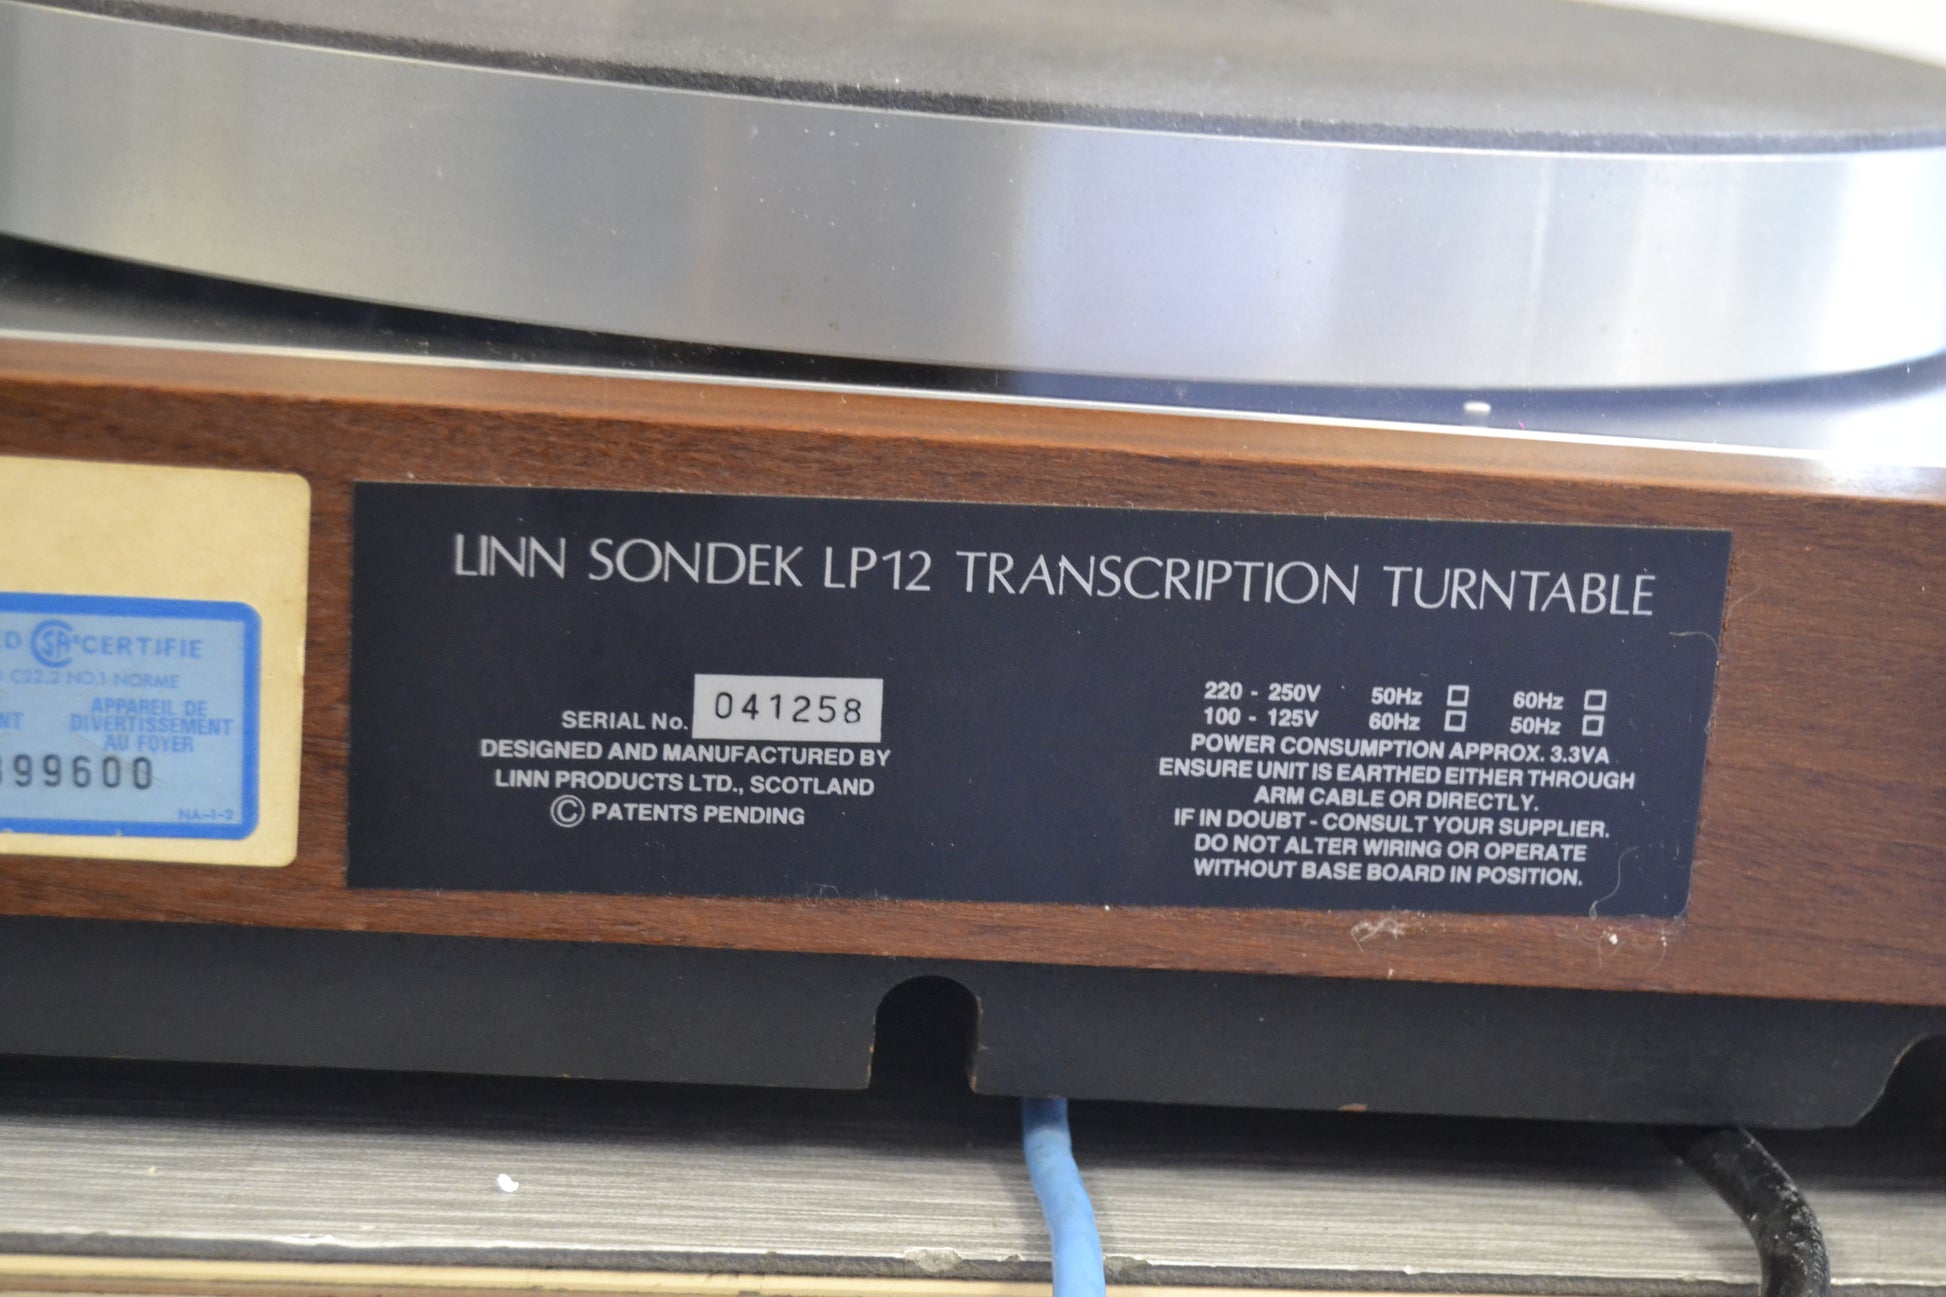 LINN SONDEK LP12 TRANSCRIPTION TURNTABLE
SERIAL No. 041258
DESIGNED AND MANUFACTURED BY
LINN PRODUCTS LTD., SCOTLAND
© PATENTS PENDING
220 - 250V 50Hz 60Hz
100 - 125V 60Hz 50Hz
POWER CONSUMPTION APPROX. 3.3VA
ENSURE UNIT IS EARTHED EITHER THROUGH
ARM CABLE OR DIRECTLY.
IF IN DOUBT - CONSULT YOUR SUPPLIER.
DO NOT ALTER WIRING OR OPERATE
WITHOUT BASE BOARD IN POSITION.
SA® CERTIFIE
C22.2 NO.1 NORME
APPAREIL DE
DIVERTISSEMENT
AU FOYER
99600
NA-1-2